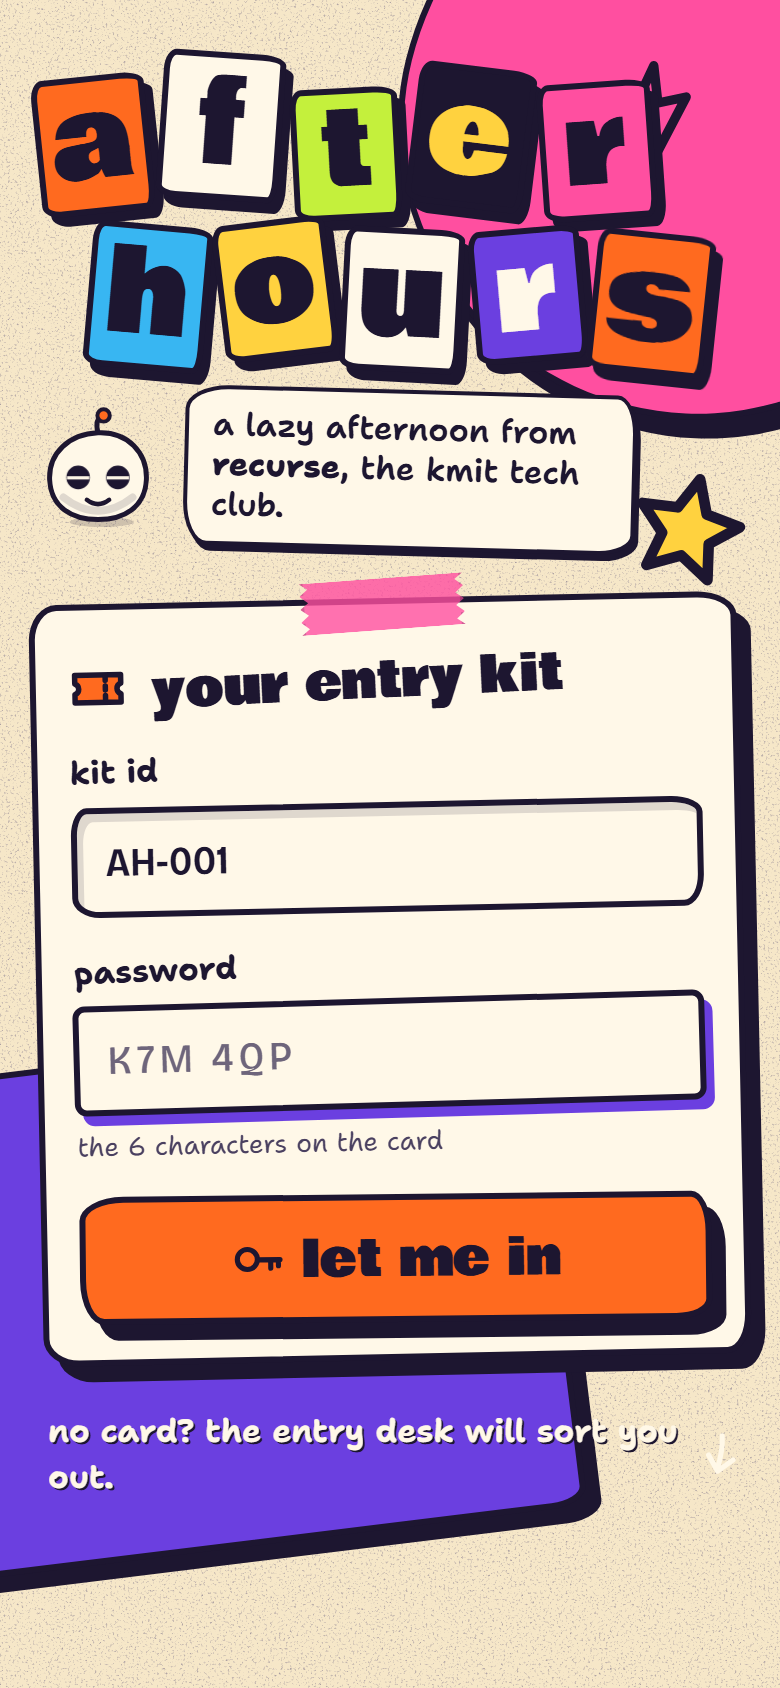 after
hours
a lazy afternoon from
recurse, the kmit tech
club.
your entry kit
kit id
AH-001
password
K7M 4QP
the 6 characters on the card
let me in
no card? the entry desk will sort you
out.